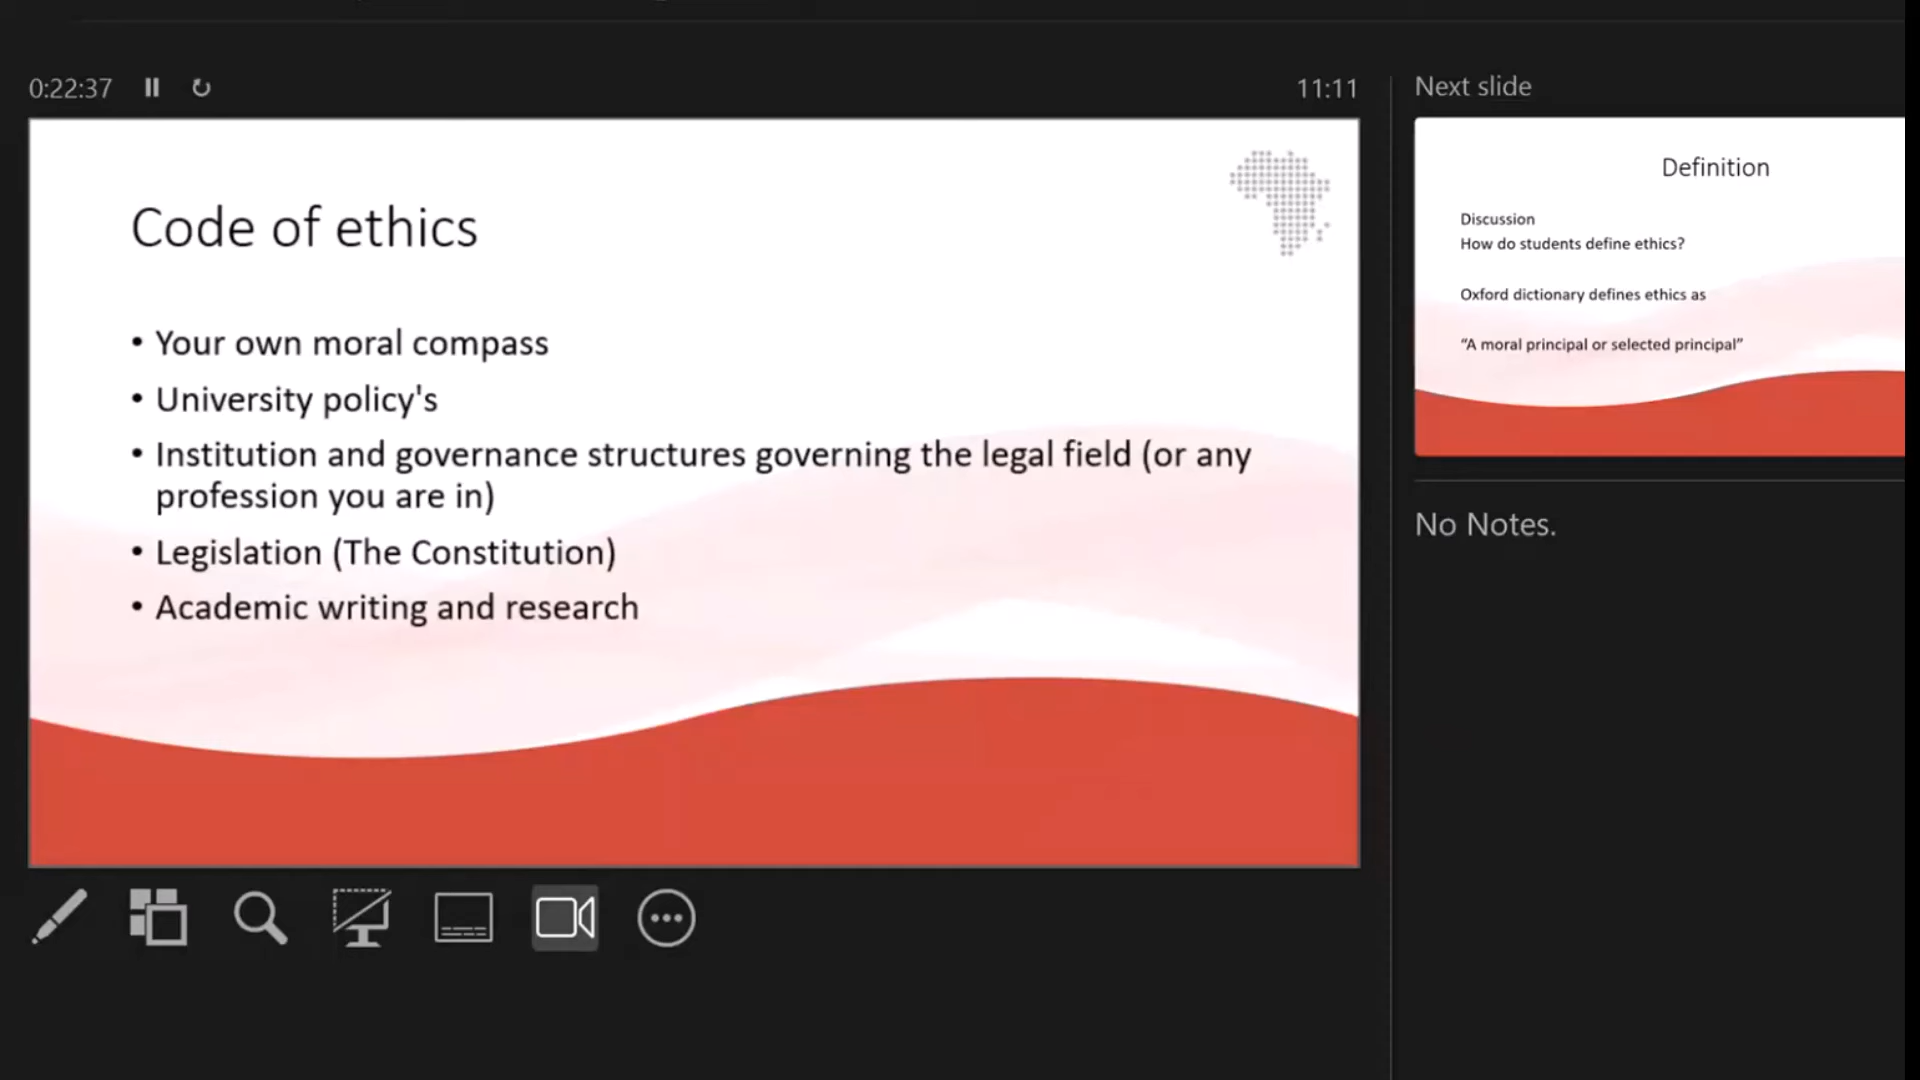 0:22:37
11:11
Next slide
Code of ethics
• Your own moral compass
• University policy's
• Institution and governance structures governing the legal field (or any
profession you are in)
• Legislation (The Constitution)
• Academic writing and research
Definition
Discussion
How do students define ethics?
Oxford dictionary defines ethics as
“A moral principal or selected principal”
No Notes.